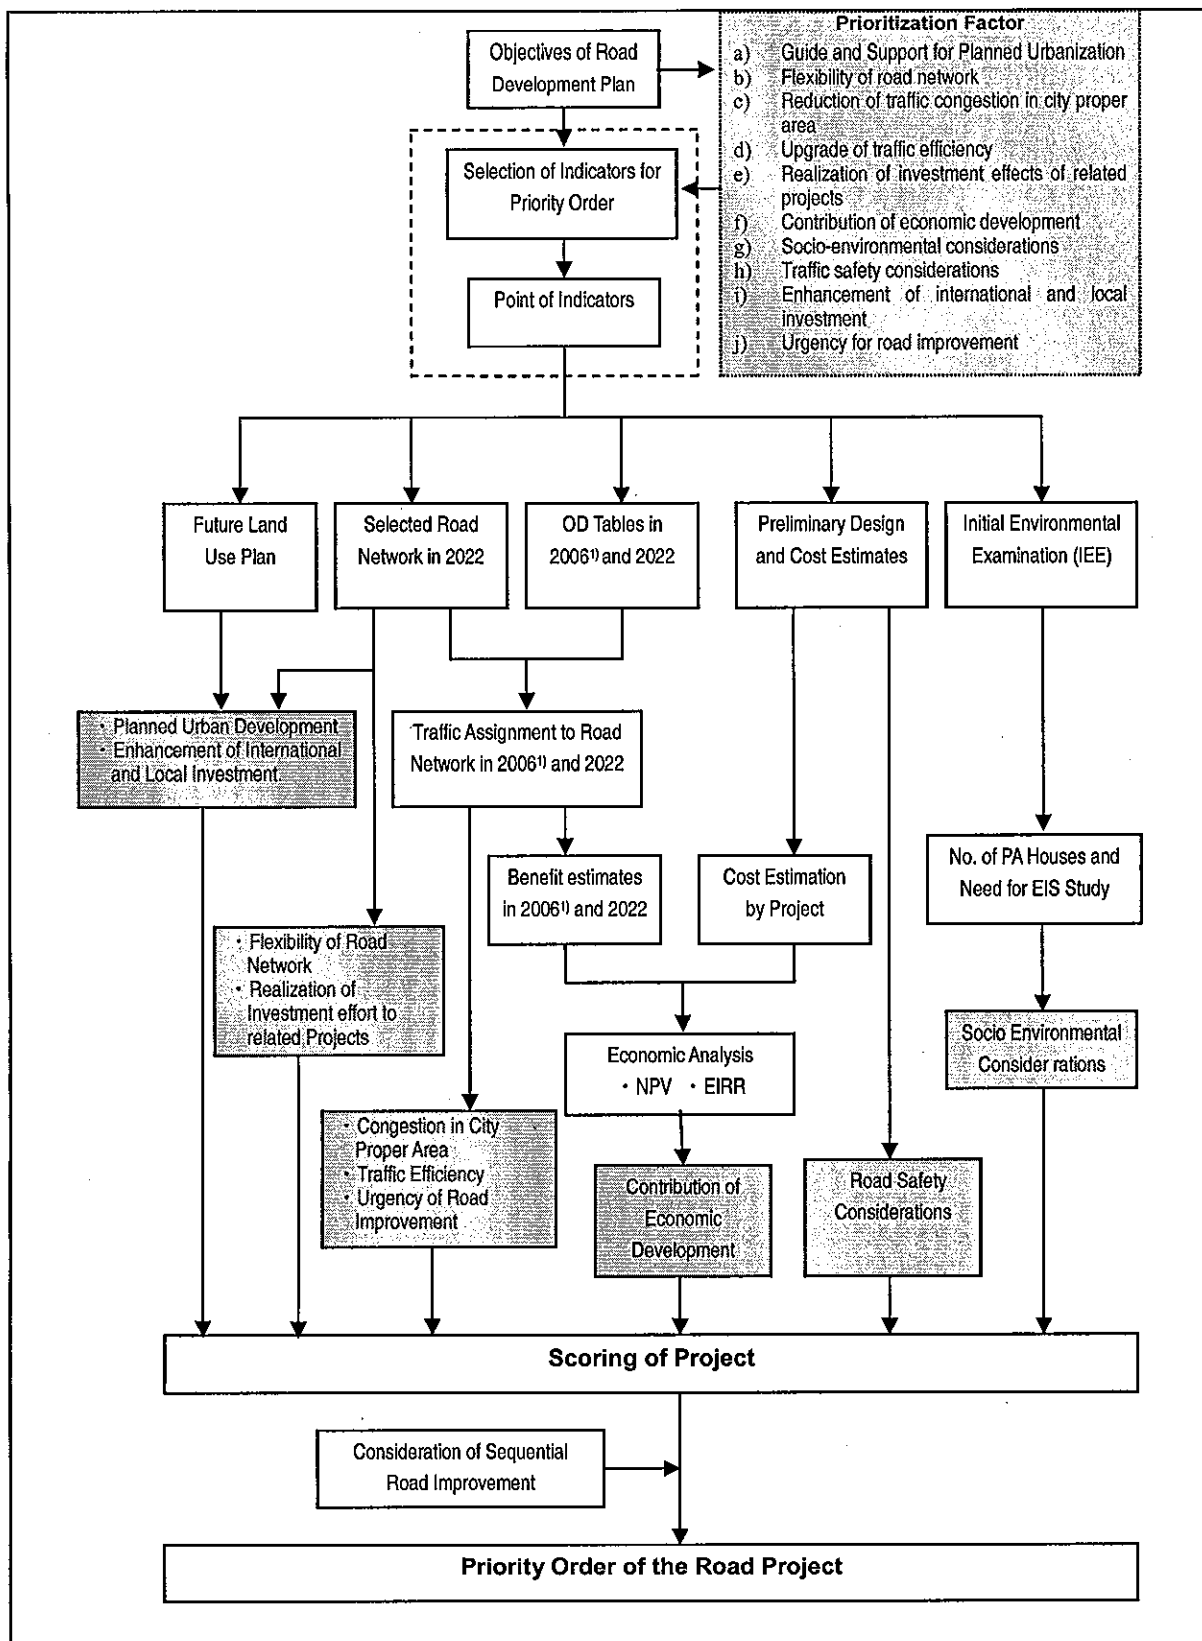 Objectives of Road
Development Plan
Prioritization Factor
a) Guide and Support for Planned Urbanization
b) Flexibility of road network
c) Reduction of traffic congestion in city proper
area
d) Upgrade of traffic efficiency
e) Realization of investment effects of related
projects
f) Contribution of economic development
g) Socio-environmental considerations
h) Traffic safety considerations
i) Enhancement of international and local
investment
j) Urgency for road improvement
Selection of Indicators for
Priority Order
Point of Indicators
Future Land
Use Plan
Selected Road
Network in 2022
OD Tables in
2006¹⁾ and 2022
Preliminary Design
and Cost Estimates
Initial Environmental
Examination (IEE)
・Planned Urban Development
・Enhancement of International
and Local Investment.
Traffic Assignment to Road
Network in 2006¹⁾ and 2022
Benefit estimates
in 2006¹⁾ and 2022
Cost Estimation
by Project
No. of PA Houses and
Need for EIS Study
・Flexibility of Road
Network
・Realization of
Investment effort to
related Projects
Economic Analysis
・NPV ・EIRR
Socio Environmental
Consider rations
・Congestion in City
Proper Area
・Traffic Efficiency
・Urgency of Road
Improvement
Contribution of
Economic
Development
Road Safety
Considerations
Scoring of Project
Consideration of Sequential
Road Improvement
Priority Order of the Road Project